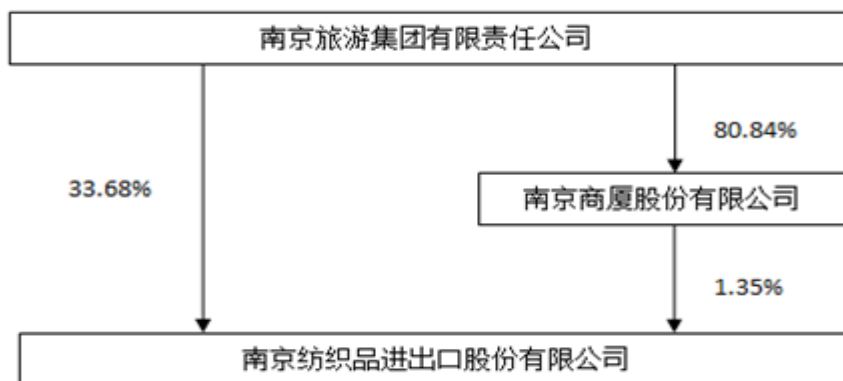 南京旅游集团有限责任公司
80.84%
33.68%
南京商厦股份有限公司
1.35%
南京纺织品进出口股份有限公司